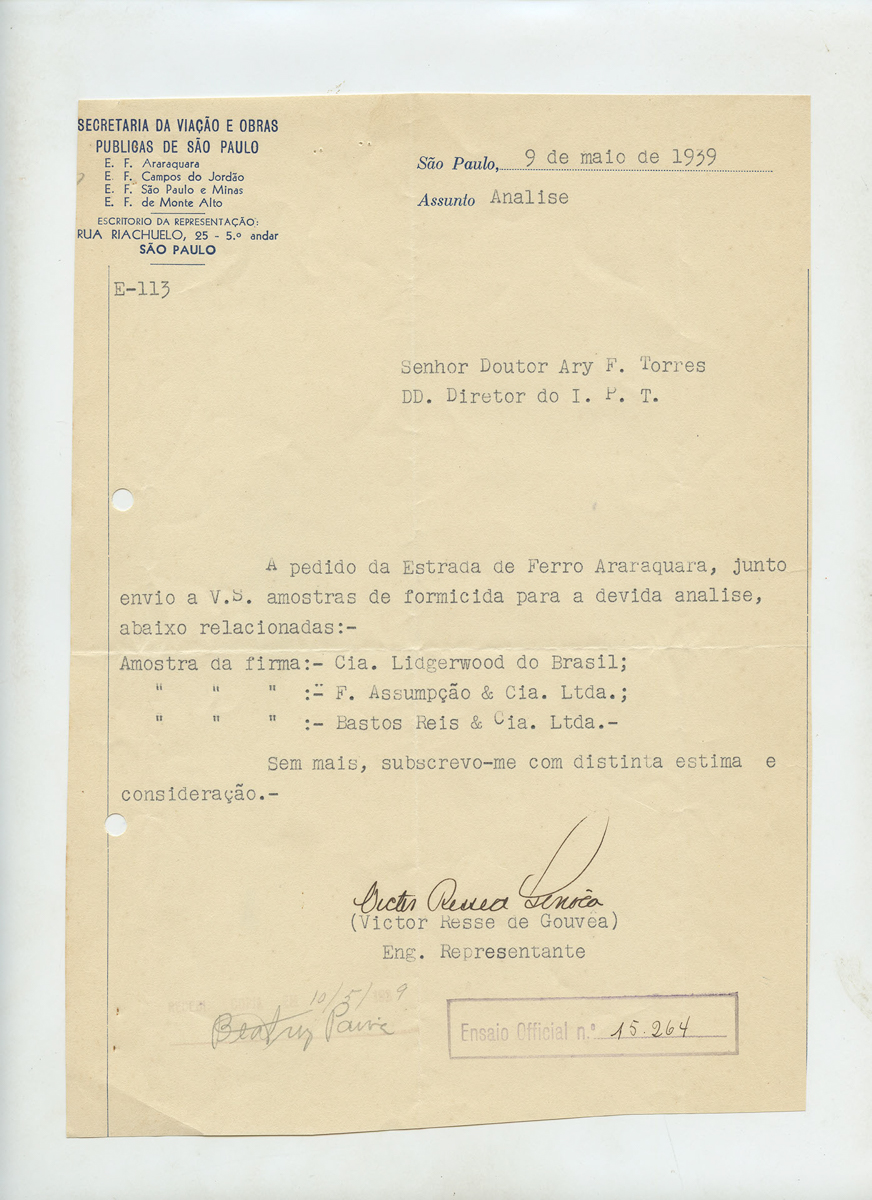 SECRETARIA DA VIAÇÃO E OBRAS
PUBLICAS DE SÃO PAULO
E. F. Araraquara
E. F. Campos do Jordão
E. F. São Paulo e Minas
E. F. de Monte Alto
ESCRITORIO DA REPRESENTAÇÃO:
RUA RIACHUELO, 25 - 5.º andar
SÃO PAULO
São Paulo, 9 de maio de 1939
Assunto Analise
E-113
Senhor Doutor Ary F. Torres
DD. Diretor do I. P. T.
A pedido da Estrada de Ferro Araraquara, junto
envio a V.S. amostras de formicida para a devida analise,
abaixo relacionadas:-
Amostra da firma:- Cia. Lidgerwood do Brasil;
" " " :- F. Assumpção & Cia. Ltda.;
" " " :- Bastos Reis & Cia. Ltda.-
Sem mais, subscrevo-me com distinta estima e
consideração.-
(Victor Resse de Gouvêa)
Eng. Representante
10/5/1939
Beatriz Paiva
Ensaio Official n.º 15.264